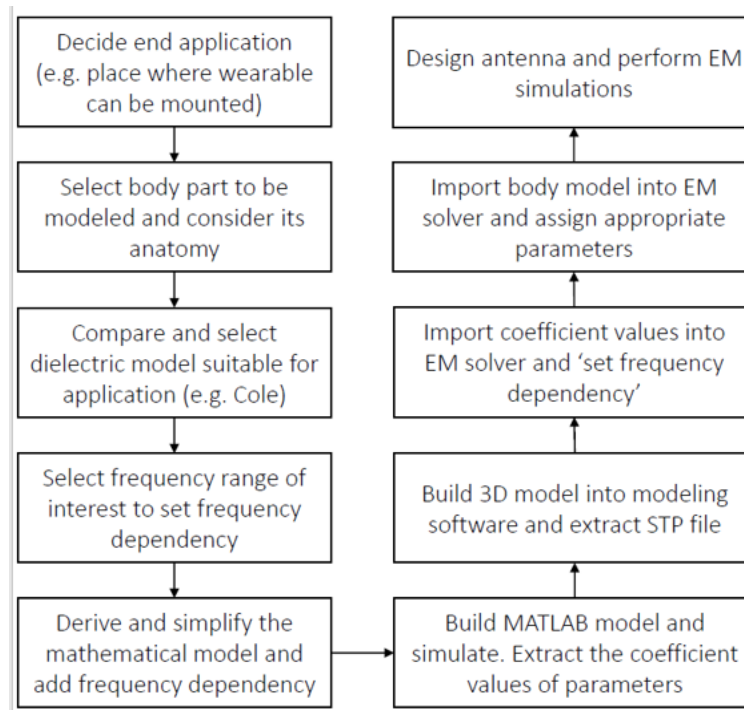 Decide end application
(e.g. place where wearable
can be mounted)
Select body part to be
modeled and consider its
anatomy
Compare and select
dielectric model suitable for
application (e.g. Cole)
Select frequency range of
interest to set frequency
dependency
Derive and simplify the
mathematical model and
add frequency dependency
Build MATLAB model and
simulate. Extract the coefficient
values of parameters
Build 3D model into modeling
software and extract STP file
Import coefficient values into
EM solver and ‘set frequency
dependency’
Import body model into EM
solver and assign appropriate
parameters
Design antenna and perform EM
simulations